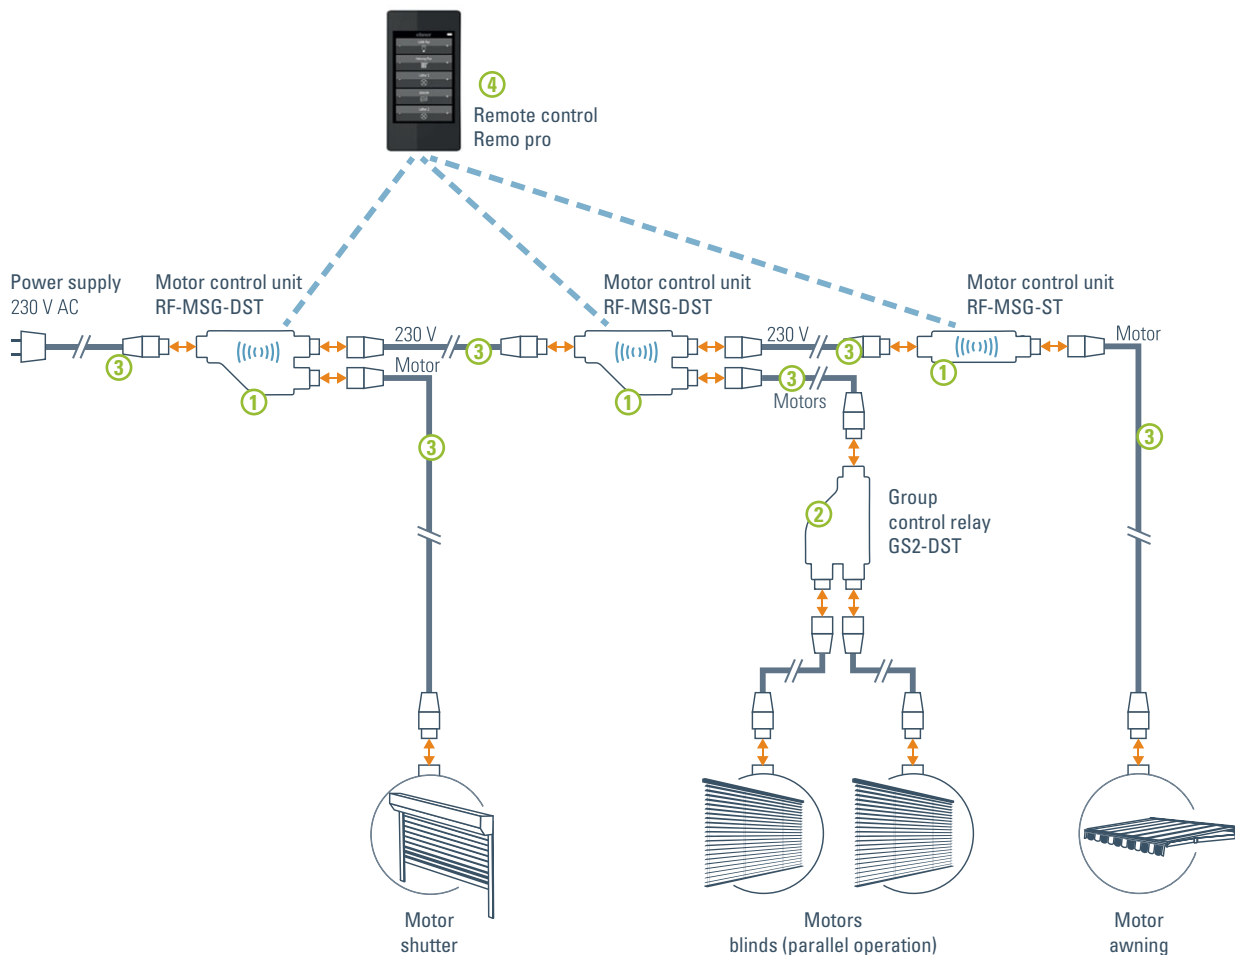 4
Remote control
Remo pro
Power supply
230 V AC
Motor control unit
RF-MSG-DST
Motor control unit
RF-MSG-DST
Motor control unit
RF-MSG-ST
230 V
230 V
Motor
3
3
3
Motor
1
1
3
Motors
1
3
3
2
Group
control relay
GS2-DST
Motor
shutter
Motors
blinds (parallel operation)
Motor
awning